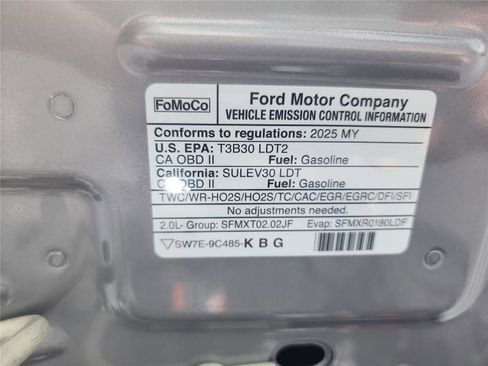 FoMoCo
Ford Motor Company
VEHICLE EMISSION CONTROL INFORMATION
Conforms to regulations: 2025 MY
U.S. EPA: T3B30 LDT2
CA OBD II Fuel: Gasoline
California: SULEV30 LDT
OBD II Fuel: Gasoline
TWC/WR-HO2S/HO2S/TC/CAC/EGR/EGRC/DFI/SFI
No adjustments needed.
2.0L- Group: SFMXT02.02JF Evap: SFMXR0180LDF
SW7E-9C485-K B G